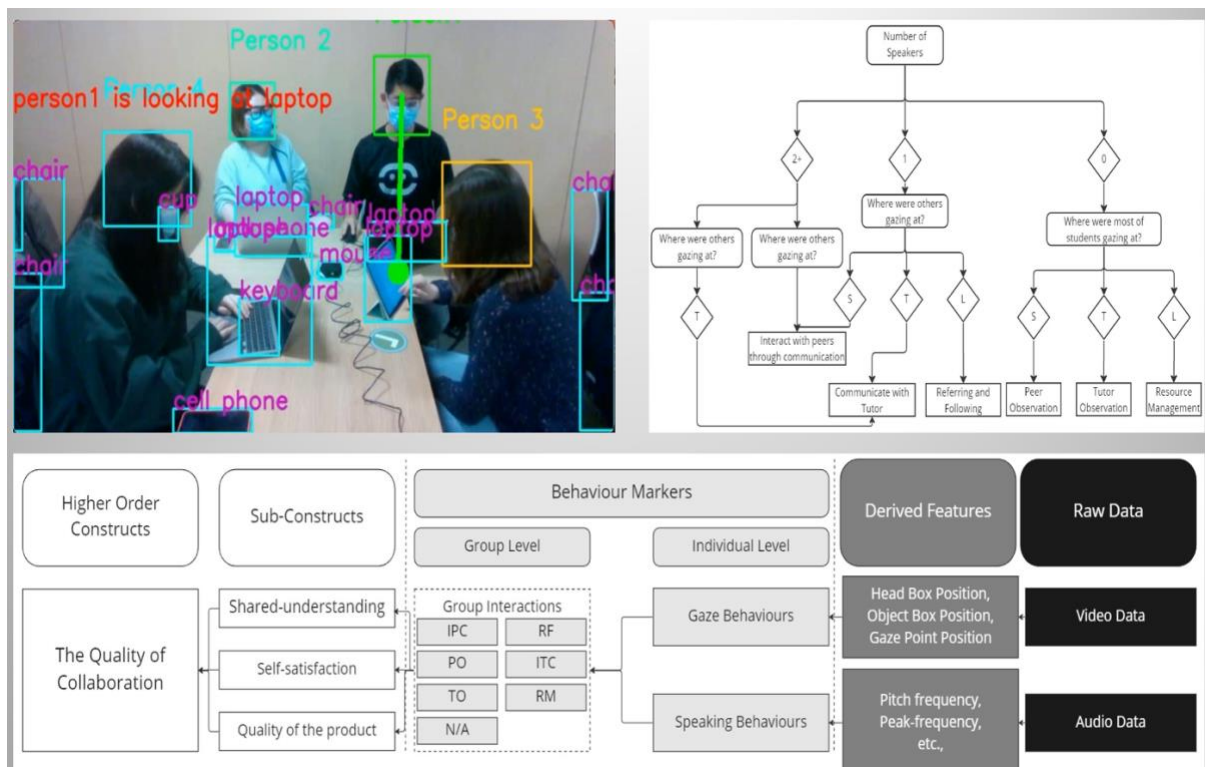 Person 2
Person 1
Person 4
person1 is looking at laptop
Person 3
chair
cup
laptop
chair
laptop
phone
mouse
chair
keyboard
cell phone
Number of
Speakers
2+
1
0
Where were others
gazing at?
Where were others
gazing at?
Where were others
gazing at?
Where were most of
students gazing at?
T
S
T
L
S
T
L
Interact with peers
through communication
Communicate with
Tutor
Referring and
Following
Peer
Observation
Tutor
Observation
Resource
Management
Higher Order
Constructs
Sub-Constructs
Behaviour Markers
Group Level
Individual Level
Derived Features
Raw Data
The Quality of
Collaboration
Shared-understanding
Self-satisfaction
Quality of the product
Group Interactions
IPC
RF
PO
ITC
TO
RM
N/A
Gaze Behaviours
Speaking Behaviours
Head Box Position,
Object Box Position,
Gaze Point Position
Pitch frequency,
Peak-frequency,
etc.,
Video Data
Audio Data